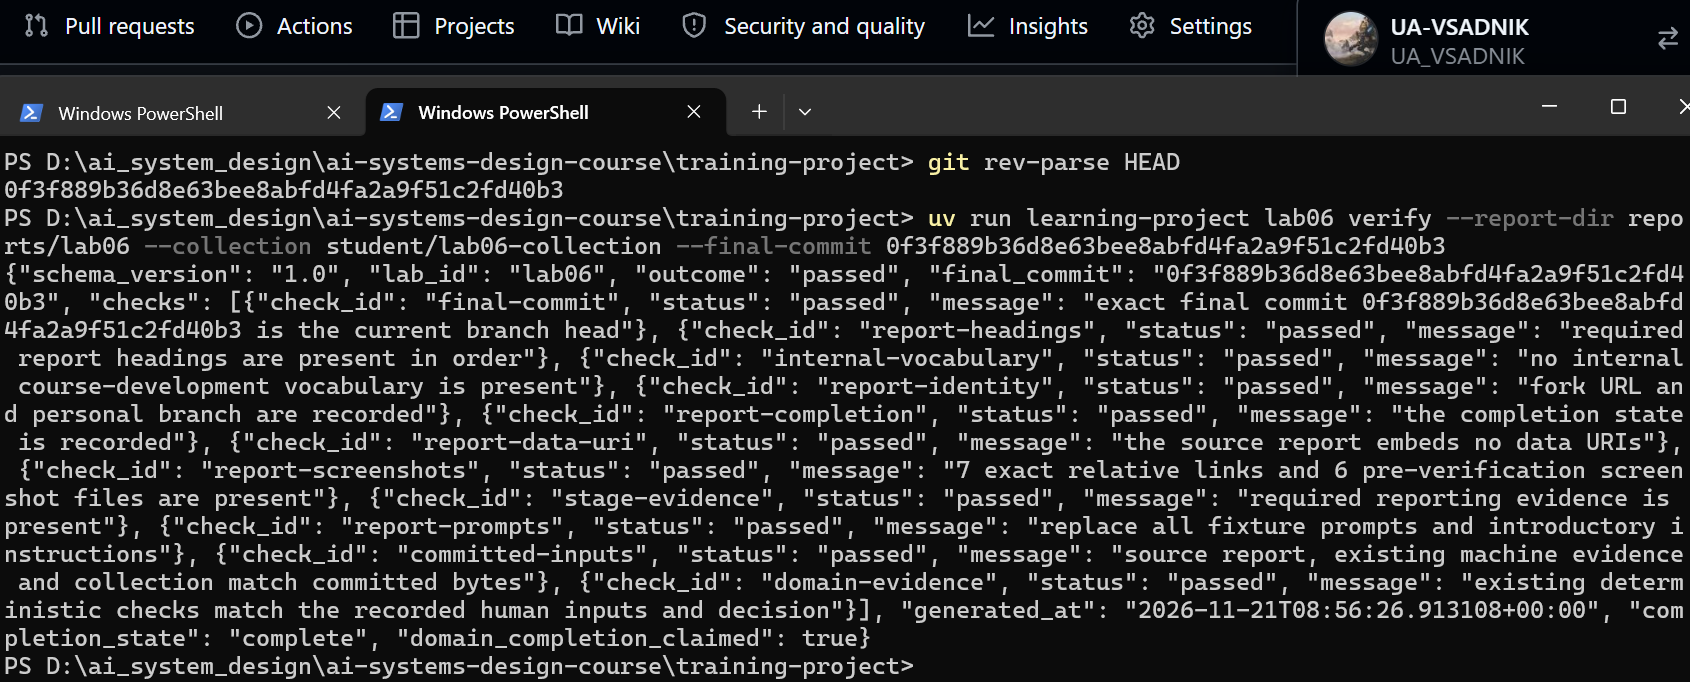 Pull requests Actions Projects Wiki Security and quality Insights Settings UA-VSADNIK
UA_VSADNIK
Windows PowerShell Windows PowerShell
PS D:\ai_system_design\ai-systems-design-course\training-project> git rev-parse HEAD
0f3f889b36d8e63bee8abfd4fa2a9f51c2fd40b3
PS D:\ai_system_design\ai-systems-design-course\training-project> uv run learning-project lab06 verify --report-dir repo
rts/lab06 --collection student/lab06-collection --final-commit 0f3f889b36d8e63bee8abfd4fa2a9f51c2fd40b3
{"schema_version": "1.0", "lab_id": "lab06", "outcome": "passed", "final_commit": "0f3f889b36d8e63bee8abfd4fa2a9f51c2fd4
0b3", "checks": [{"check_id": "final-commit", "status": "passed", "message": "exact final commit 0f3f889b36d8e63bee8abfd
4fa2a9f51c2fd40b3 is the current branch head"}, {"check_id": "report-headings", "status": "passed", "message": "required
 report headings are present in order"}, {"check_id": "internal-vocabulary", "status": "passed", "message": "no internal
 course-development vocabulary is present"}, {"check_id": "report-identity", "status": "passed", "message": "fork URL an
d personal branch are recorded"}, {"check_id": "report-completion", "status": "passed", "message": "the completion state
 is recorded"}, {"check_id": "report-data-uri", "status": "passed", "message": "the source report embeds no data URIs"},
 {"check_id": "report-screenshots", "status": "passed", "message": "7 exact relative links and 6 pre-verification screen
shot files are present"}, {"check_id": "stage-evidence", "status": "passed", "message": "required reporting evidence is
present"}, {"check_id": "report-prompts", "status": "passed", "message": "replace all fixture prompts and introductory i
nstructions"}, {"check_id": "committed-inputs", "status": "passed", "message": "source report, existing machine evidence
 and collection match committed bytes"}, {"check_id": "domain-evidence", "status": "passed", "message": "existing determ
inistic checks match the recorded human inputs and decision"}], "generated_at": "2026-11-21T08:56:26.913108+00:00", "com
pletion_state": "complete", "domain_completion_claimed": true}
PS D:\ai_system_design\ai-systems-design-course\training-project>